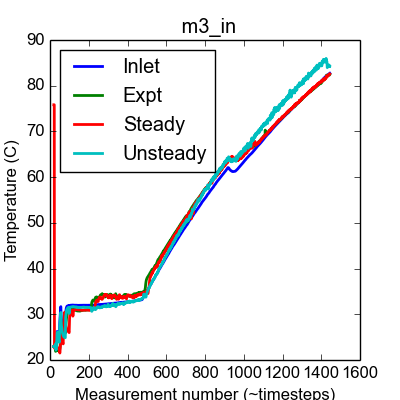 m3_in
90
80
70
60
50
40
30
20
Temperature (C)
Inlet
Expt
Steady
Unsteady
0 200 400 600 800 1000 1200 1400 1600
Measurement number (~timesteps)